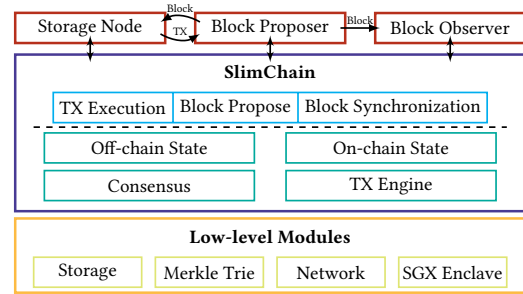 Block
Storage Node
Block Proposer
Block
Block Observer
TX
SlimChain
TX Execution
Block Propose
Block Synchronization
Off-chain State
On-chain State
Consensus
TX Engine
Low-level Modules
Storage
Merkle Trie
Network
SGX Enclave